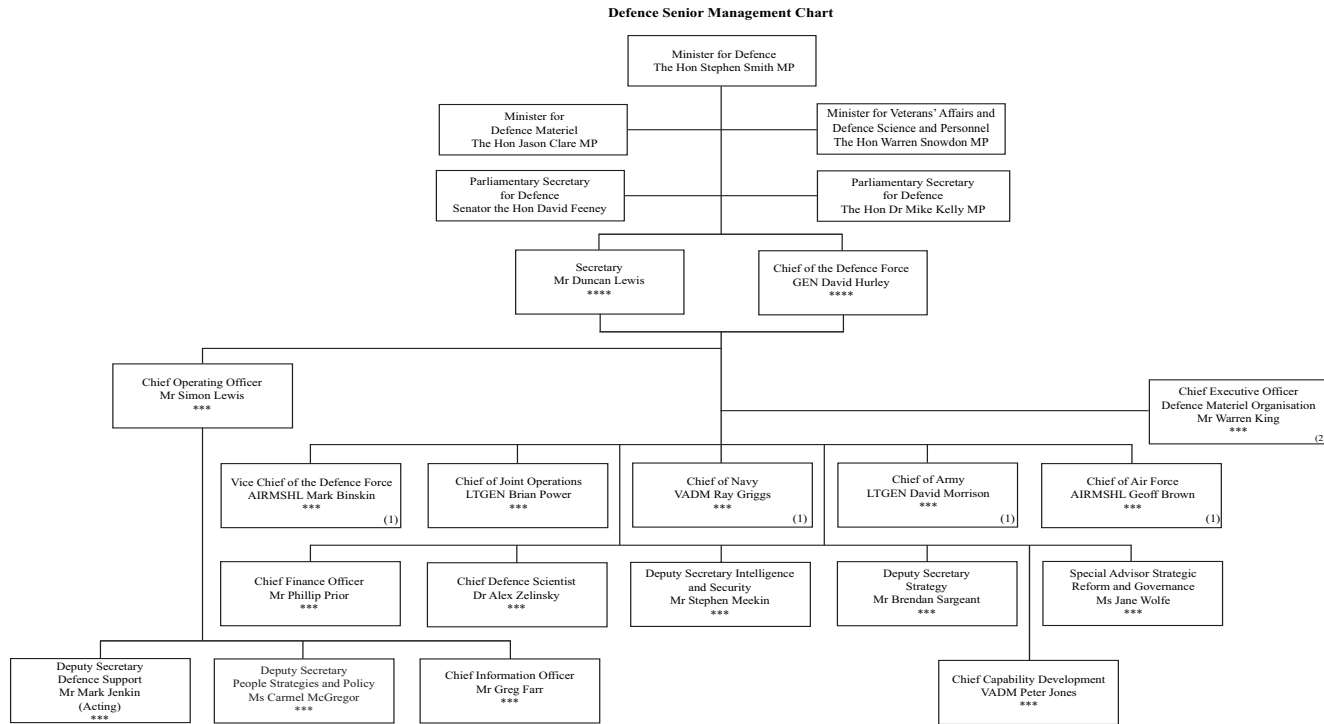 Defence Senior Management Chart
Minister for Defence
The Hon Stephen Smith MP
Minister for
Defence Materiel
The Hon Jason Clare MP
Minister for Veterans' Affairs and
Defence Science and Personnel
The Hon Warren Snowdon MP
Parliamentary Secretary
for Defence
Senator the Hon David Feeney
Parliamentary Secretary
for Defence
The Hon Dr Mike Kelly MP
Secretary
Mr Duncan Lewis
****
Chief of the Defence Force
GEN David Hurley
****
Chief Operating Officer
Mr Simon Lewis
***
Chief Executive Officer
Defence Materiel Organisation
Mr Warren King
***
(2
Vice Chief of the Defence Force
AIRMSHL Mark Binskin
***
(1)
Chief of Joint Operations
LTGEN Brian Power
***
Chief of Navy
VADM Ray Griggs
***
(1)
Chief of Army
LTGEN David Morrison
***
(1)
Chief of Air Force
AIRMSHL Geoff Brown
***
(1)
Chief Finance Officer
Mr Phillip Prior
***
Chief Defence Scientist
Dr Alex Zelinsky
***
Deputy Secretary Intelligence
and Security
Mr Stephen Meekin
***
Deputy Secretary
Strategy
Mr Brendan Sargeant
***
Special Advisor Strategic
Reform and Governance
Ms Jane Wolfe
***
Deputy Secretary
Defence Support
Mr Mark Jenkin
(Acting)
***
Deputy Secretary
People Strategies and Policy
Ms Carmel McGregor
***
Chief Information Officer
Mr Greg Farr
***
Chief Capability Development
VADM Peter Jones
***